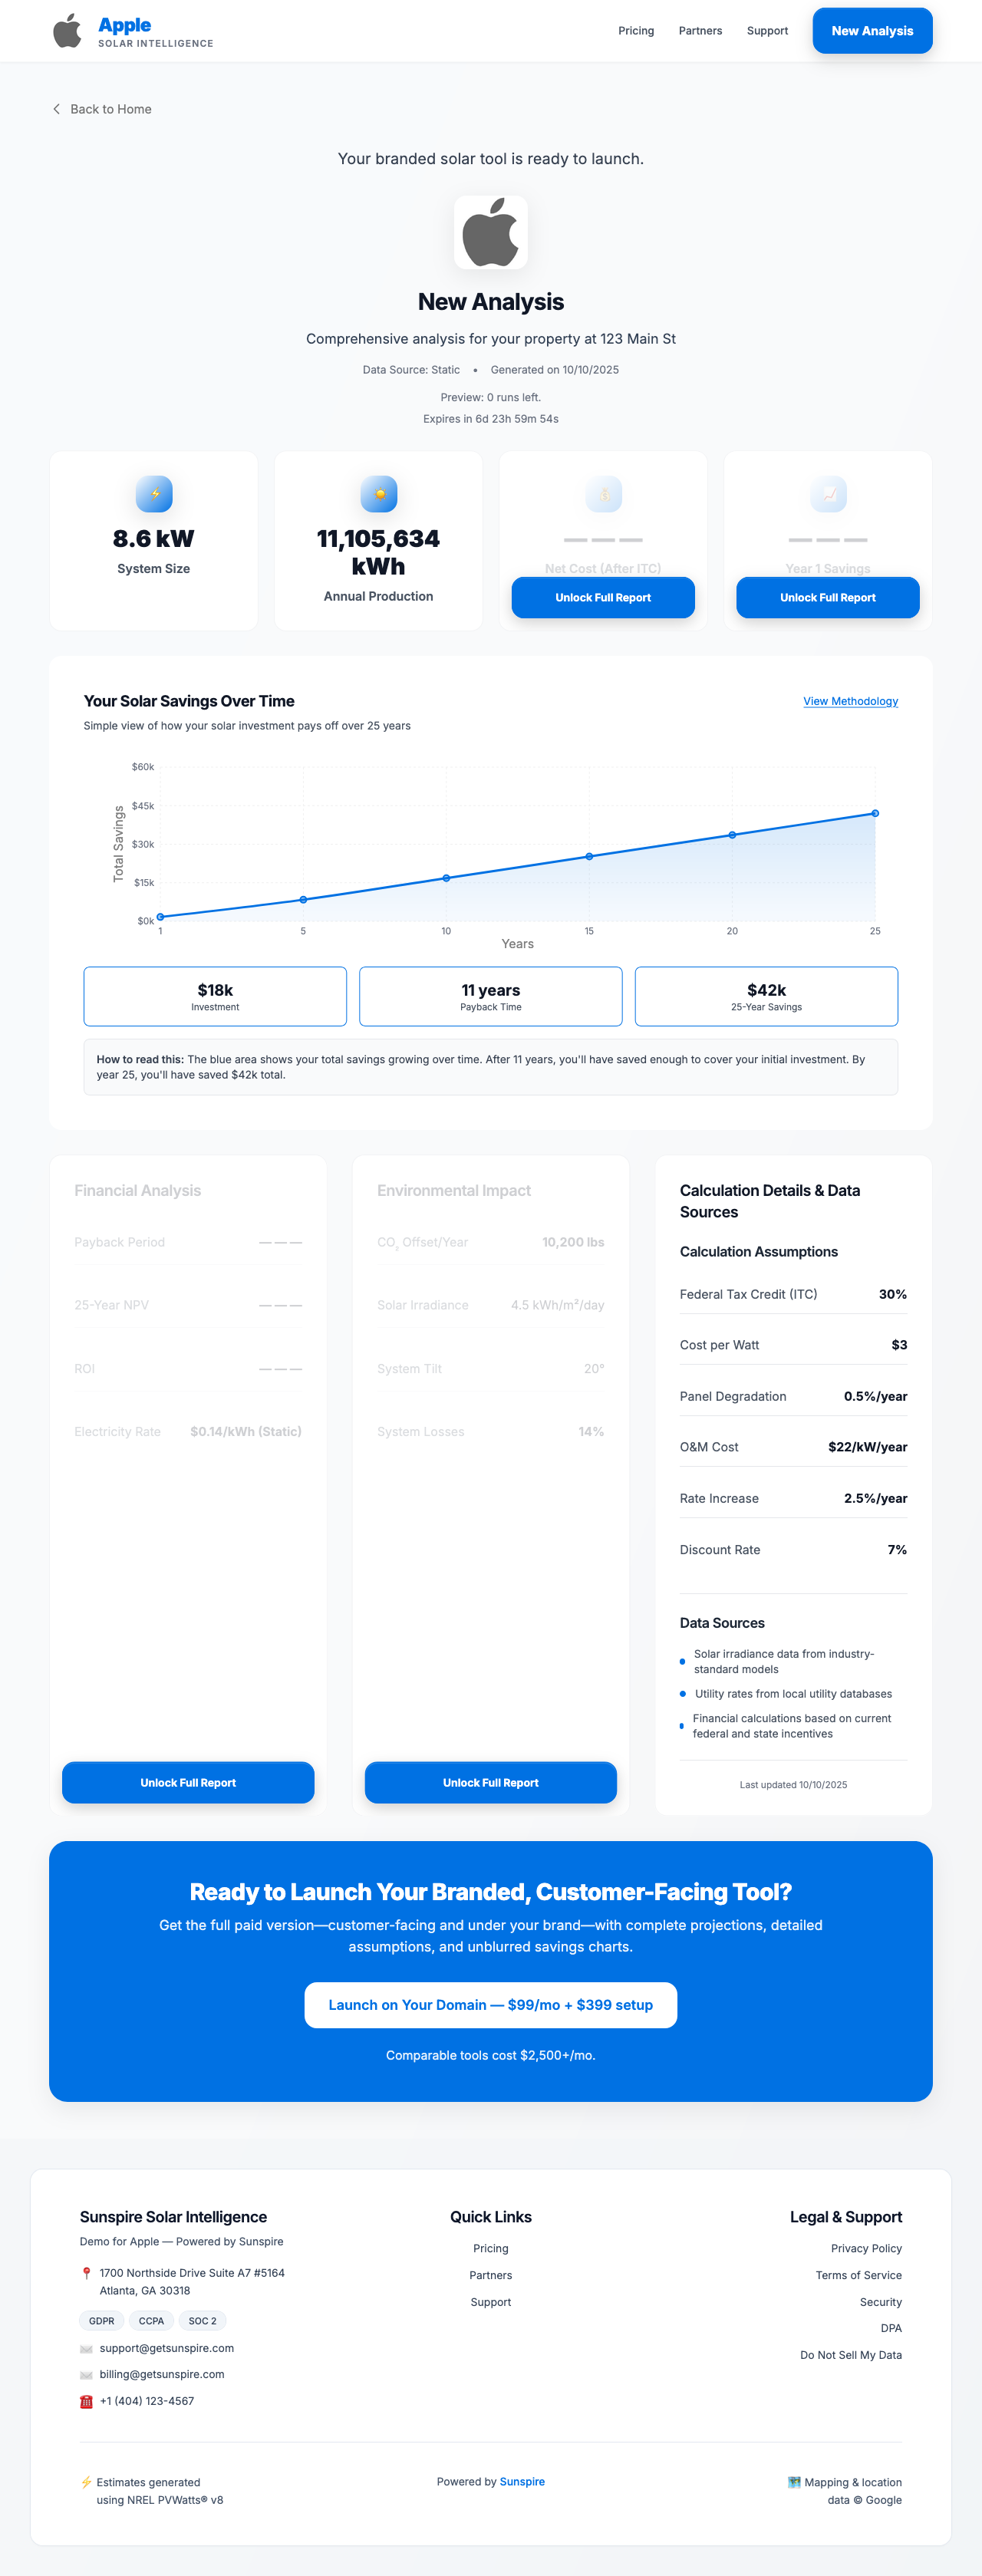 Apple
SOLAR INTELLIGENCE
Pricing
Partners
Support
New Analysis
Back to Home
Your branded solar tool is ready to launch.
New Analysis
Comprehensive analysis for your property at 123 Main St
Data Source: Static • Generated on 10/10/2025
Preview: 0 runs left.
Expires in 6d 23h 59m 54s
8.6 kW
System Size
11,105,634
kWh
Annual Production
— — —
Net Cost (After ITC)
Unlock Full Report
— — —
Year 1 Savings
Unlock Full Report
Your Solar Savings Over Time
View Methodology
Simple view of how your solar investment pays off over 25 years
Total Savings
$60k
$45k
$30k
$15k
$0k
1
5
10
15
20
25
Years
$18k
Investment
11 years
Payback Time
$42k
25-Year Savings
How to read this: The blue area shows your total savings growing over time. After 11 years, you'll have saved enough to cover your initial investment. By
year 25, you'll have saved $42k total.
Financial Analysis
Payback Period — — —
25-Year NPV — — —
ROI — — —
Electricity Rate $0.14/kWh (Static)
Unlock Full Report
Environmental Impact
CO₂ Offset/Year 10,200 lbs
Solar Irradiance 4.5 kWh/m²/day
System Tilt 20°
System Losses 14%
Unlock Full Report
Calculation Details & Data
Sources
Calculation Assumptions
Federal Tax Credit (ITC) 30%
Cost per Watt $3
Panel Degradation 0.5%/year
O&M Cost $22/kW/year
Rate Increase 2.5%/year
Discount Rate 7%
Data Sources
Solar irradiance data from industry-
standard models
Utility rates from local utility databases
Financial calculations based on current
federal and state incentives
Last updated 10/10/2025
Ready to Launch Your Branded, Customer-Facing Tool?
Get the full paid version—customer-facing and under your brand—with complete projections, detailed
assumptions, and unblurred savings charts.
Launch on Your Domain — $99/mo + $399 setup
Comparable tools cost $2,500+/mo.
Sunspire Solar Intelligence
Demo for Apple — Powered by Sunspire
1700 Northside Drive Suite A7 #5164
Atlanta, GA 30318
GDPR
CCPA
SOC 2
support@getsunspire.com
billing@getsunspire.com
+1 (404) 123-4567
Quick Links
Pricing
Partners
Support
Legal & Support
Privacy Policy
Terms of Service
Security
DPA
Do Not Sell My Data
Estimates generated
using NREL PVWatts® v8
Powered by Sunspire
Mapping & location
data © Google